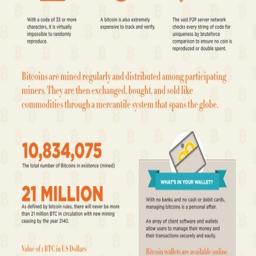 With a code of 33 or more
characters, it is virtually
impossible to randomly
reproduce.
A bitcoin is also extremely
expensive to track and verify.
The vast P2P server network
checks every string of code for
uniqueness by bruteforce
comparison to ensure no coin is
reproduced or double spent.
Bitcoins are mined regularly and distributed among participating
miners. They are then exchanged, bought, and sold like
commodities through a mercantile system that spans the globe.
10,834,075
The total number of Bitcoins in existence (mined)
21 MILLION
As defined by bitcoin rules, there will never be more
than 21 million BTC in circulation with new mining
ceasing by the year 2140.
Value of 1 BTC in US Dollars
WHAT'S IN YOUR WALLET?
With no banks and no cash or debit cards,
managing bitcoins is a personal affair.
An array of client software and wallets
allow users to manage their money and
their transactions securely and easily.
Bitcoin wallets are available online